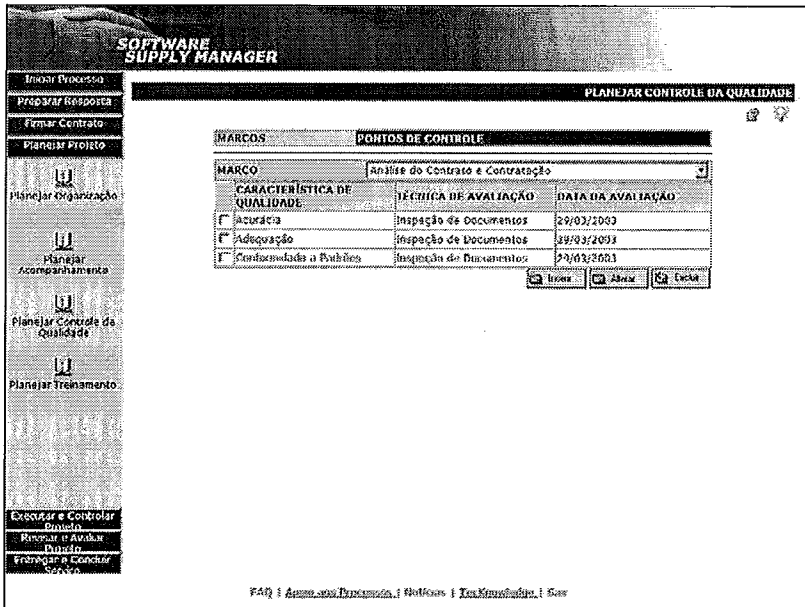 SOFTWARE
SUPPLY MANAGER
Iniciar Processo
Preparar Resposta
Firmar Contrato
Planejar Projeto
Planejar Organização
Planejar
Acompanhamento
Planejar Controle da
Qualidade
Planejar Treinamento
Executar e Controlar
Projeto
Revisar e Avaliar
Projeto
Entregar e Concluir
Serviço
PLANEJAR CONTROLE DA QUALIDADE
MARCOS PONTOS DE CONTROLE
MARCO Análise do Contrato e Contratação
CARACTERÍSTICA DE
QUALIDADE TÉCNICA DE AVALIAÇÃO DATA DA AVALIAÇÃO
Acurácia Inspeção de Documentos 29/03/2003
Adequação Inspeção de Documentos 29/03/2003
Conformidade a Padrões Inspeção de Documentos 29/03/2003
Alterar Excluir
FAQ | Apoio aos Processos | Notícias | TecKnowledge | Sair